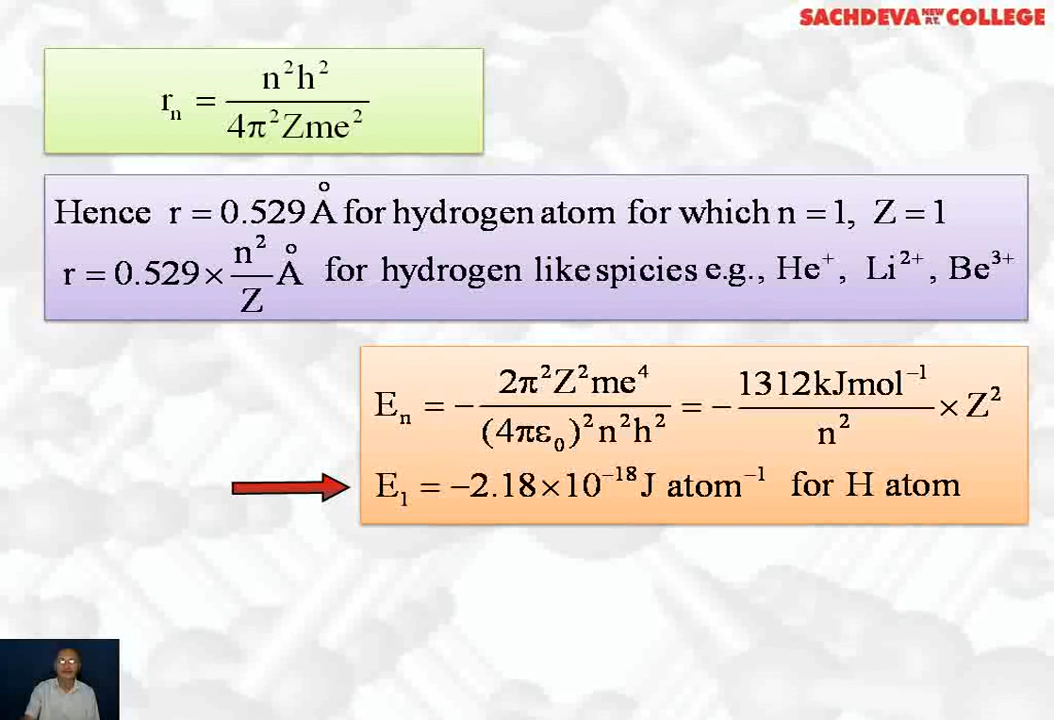 SACHDEVA NEW P.T. COLLEGE
rₙ = n²h² / 4π²Zme²
Hence r = 0.529 Å for hydrogen atom for which n = 1, Z = 1
r = 0.529 × n²/Z Å for hydrogen like spicies e.g., He⁺, Li²⁺, Be³⁺
Eₙ = − 2π²Z²me⁴ / (4πε₀)²n²h² = − 1312kJmol⁻¹ / n² × Z²
E₁ = −2.18×10⁻¹⁸J atom⁻¹ for H atom